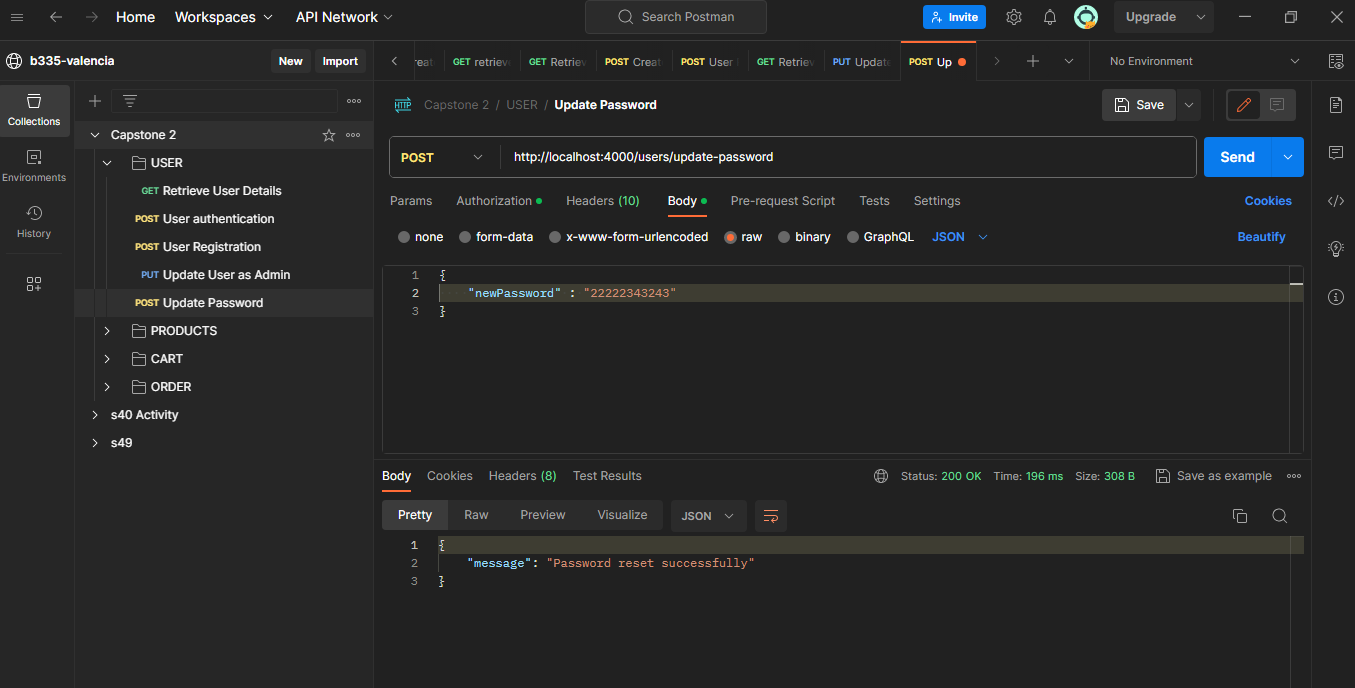 Home Workspaces API Network Search Postman Invite Upgrade
b335-valencia New Import
GET retriev GET Retriev POST Creat POST User PUT Update POST Up No Environment
GET Retriev
Collections
Environments
History
Capstone 2
USER
GET Retrieve User Details
POST User authentication
POST User Registration
PUT Update User as Admin
POST Update Password
PRODUCTS
CART
ORDER
s40 Activity
s49
HTTP Capstone 2 / USER / Update Password Save
POST http://localhost:4000/users/update-password Send
Params Authorization Headers (10) Body Pre-request Script Tests Settings Cookies
none form-data x-www-form-urlencoded raw binary GraphQL JSON Beautify
1 {
2 "newPassword" : "22222343243"
3 }
Body Cookies Headers (8) Test Results Status: 200 OK Time: 196 ms Size: 308 B Save as example
Pretty Raw Preview Visualize JSON
1 {
2 "message": "Password reset successfully"
3 }